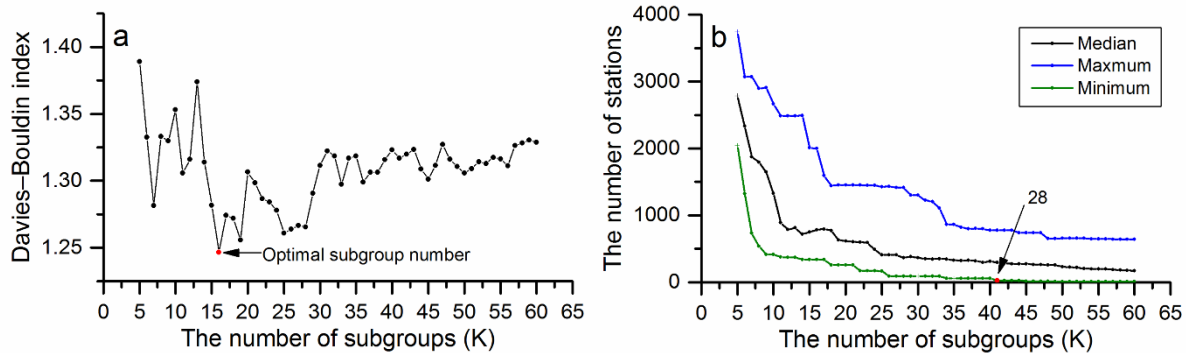 a
Davies–Bouldin index
1.40
1.35
1.30
1.25
Optimal subgroup number
0 5 10 15 20 25 30 35 40 45 50 55 60 65
The number of subgroups (K)
b
The number of stations
4000
3000
2000
1000
0
Median
Maxmum
Minimum
28
0 5 10 15 20 25 30 35 40 45 50 55 60 65
The number of subgroups (K)